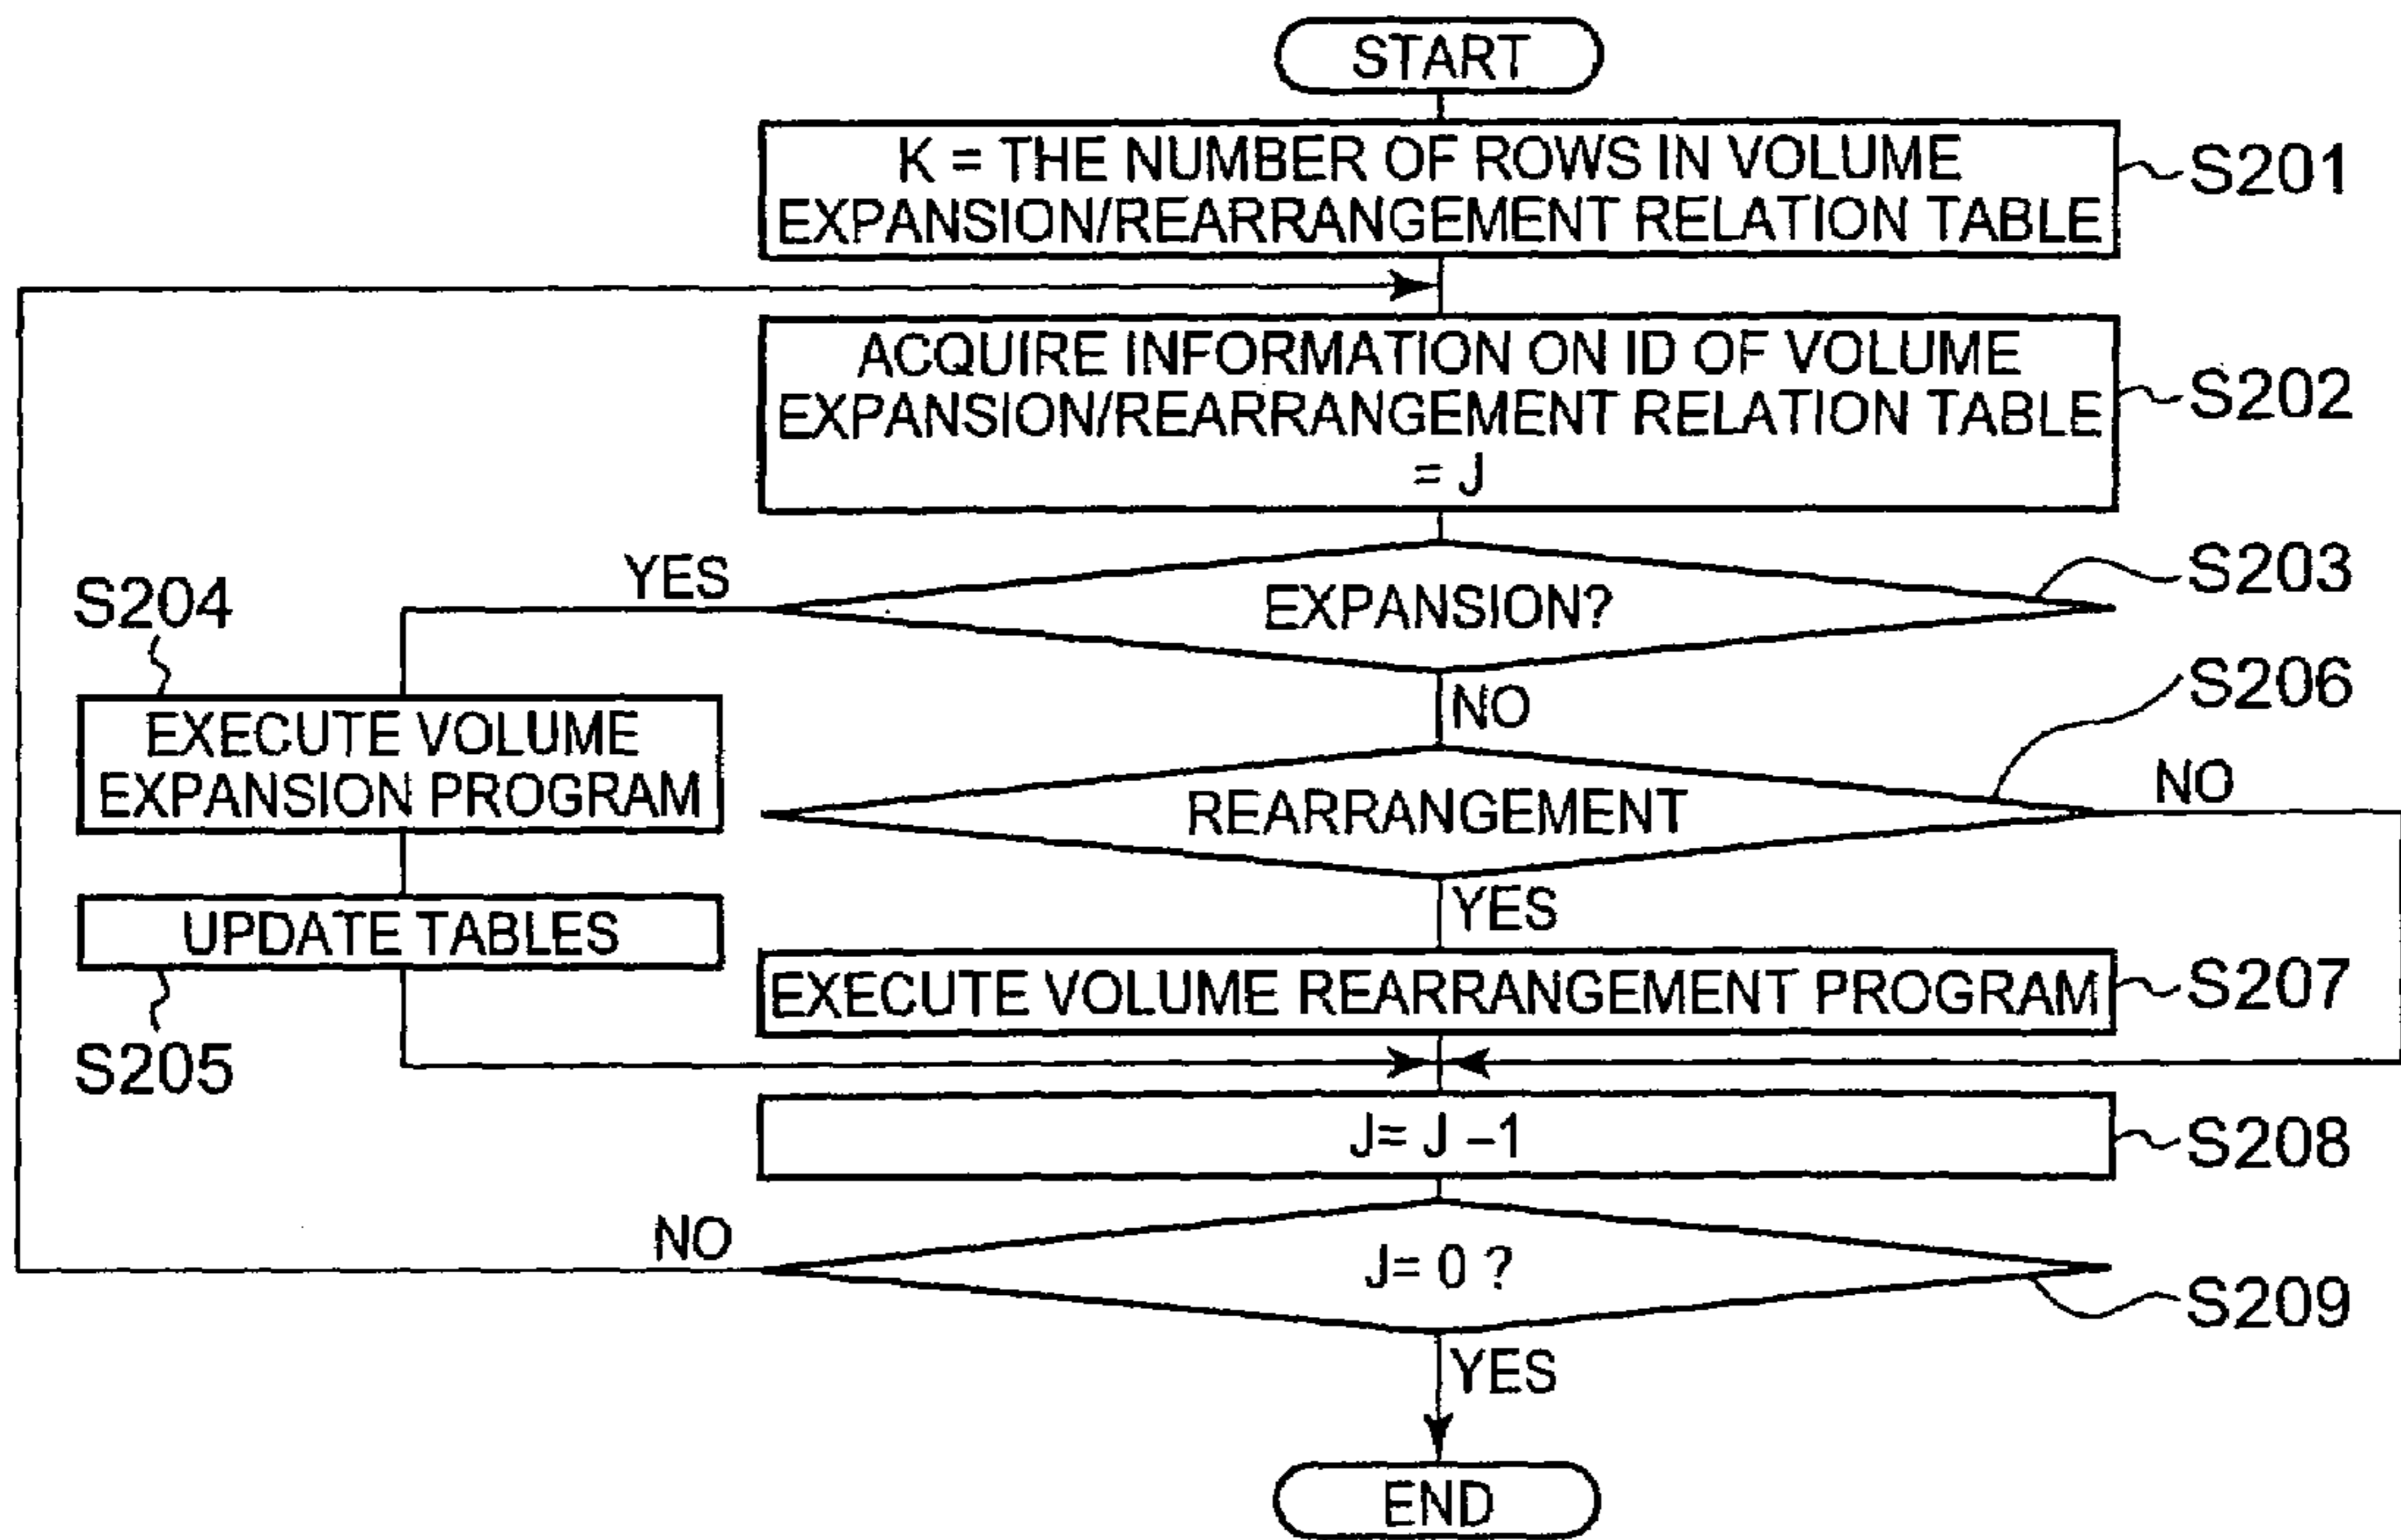 START
K = THE NUMBER OF ROWS IN VOLUME
EXPANSION/REARRANGEMENT RELATION TABLE
S201
ACQUIRE INFORMATION ON ID OF VOLUME
EXPANSION/REARRANGEMENT RELATION TABLE
= J
S202
EXPANSION?
S203
YES
NO
S204
EXECUTE VOLUME
EXPANSION PROGRAM
S206
REARRANGEMENT
NO
YES
UPDATE TABLES
S205
EXECUTE VOLUME REARRANGEMENT PROGRAM
S207
J= J –1
S208
J= 0 ?
S209
NO
YES
END